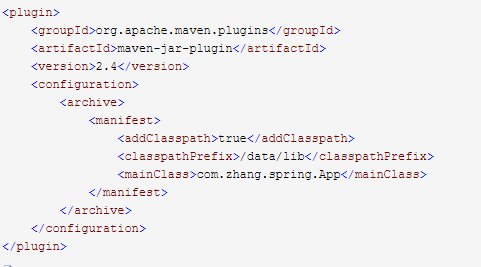 <plugin>
<groupId>org.apache.maven.plugins</groupId>
<artifactId>maven-jar-plugin</artifactId>
<version>2.4</version>
<configuration>
<archive>
<manifest>
<addClasspath>true</addClasspath>
<classpathPrefix>/data/lib</classpathPrefix>
<mainClass>com.zhang.spring.App</mainClass>
</manifest>
</archive>
</configuration>
</plugin>